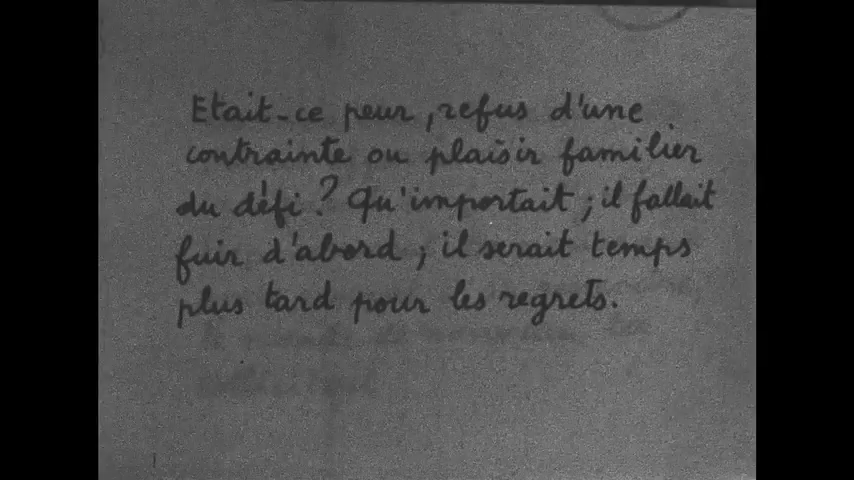 Etait-ce peur, refus d'une
contrainte ou plaisir familier
du défi ? Qu'importait ; il fallait
fuir d'abord ; il serait temps
plus tard pour les regrets.